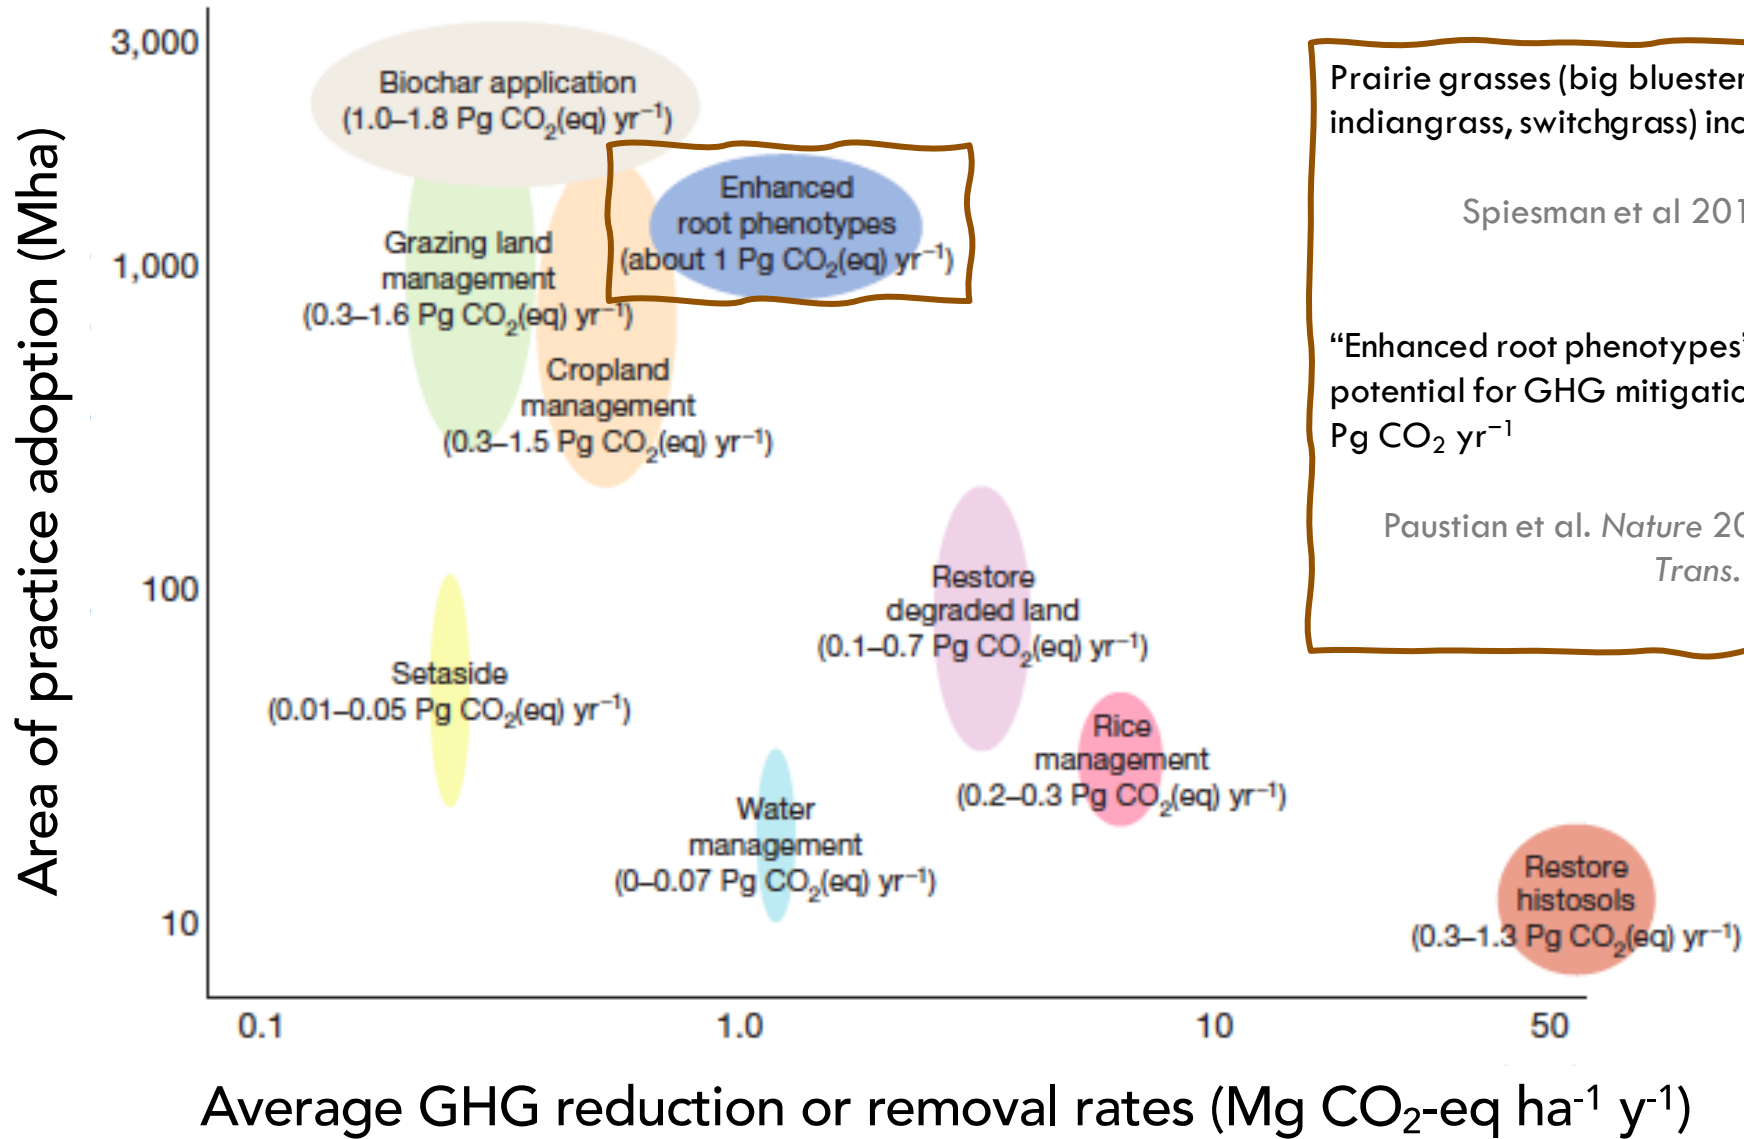 3,000
1,000
100
10
Area of practice adoption (Mha)
Biochar application
(1.0–1.8 Pg CO₂(eq) yr⁻¹)
Enhanced
root phenotypes
(about 1 Pg CO₂(eq) yr⁻¹)
Grazing land
management
(0.3–1.6 Pg CO₂(eq) yr⁻¹)
Cropland
management
(0.3–1.5 Pg CO₂(eq) yr⁻¹)
Restore
degraded land
(0.1–0.7 Pg CO₂(eq) yr⁻¹)
Setaside
(0.01–0.05 Pg CO₂(eq) yr⁻¹)
Rice
management
(0.2–0.3 Pg CO₂(eq) yr⁻¹)
Water
management
(0–0.07 Pg CO₂(eq) yr⁻¹)
Restore
histosols
(0.3–1.3 Pg CO₂(eq) yr⁻¹)
0.1 1.0 10 50
Average GHG reduction or removal rates (Mg CO₂-eq ha⁻¹ y⁻¹)
Prairie grasses (big
indiangrass, switchgrass)
Spiesman et al
“Enhanced root phenotypes”
potential for GHG
Pg CO₂ yr⁻¹
Paustian et al. Nature
Trans.